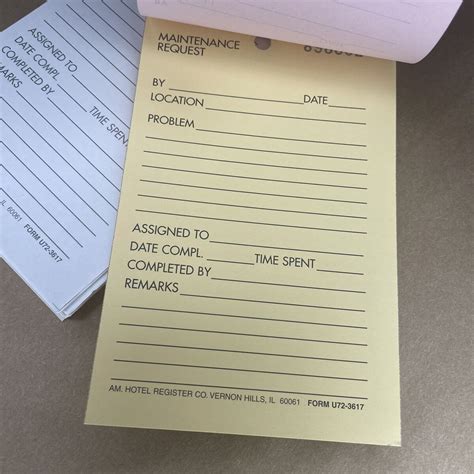 MAINTENANCE
REQUEST
BY DATE
LOCATION
PROBLEM
ASSIGNED TO
DATE COMPL. TIME SPENT
COMPLETED BY
REMARKS
AM. HOTEL REGISTER CO. VERNON HILLS, IL 60061 FORM U72-3617
ASSIGNED TO
DATE COMPL.
TIME SPENT
COMPLETED BY
REMARKS
IL 60061 FORM U72-3617